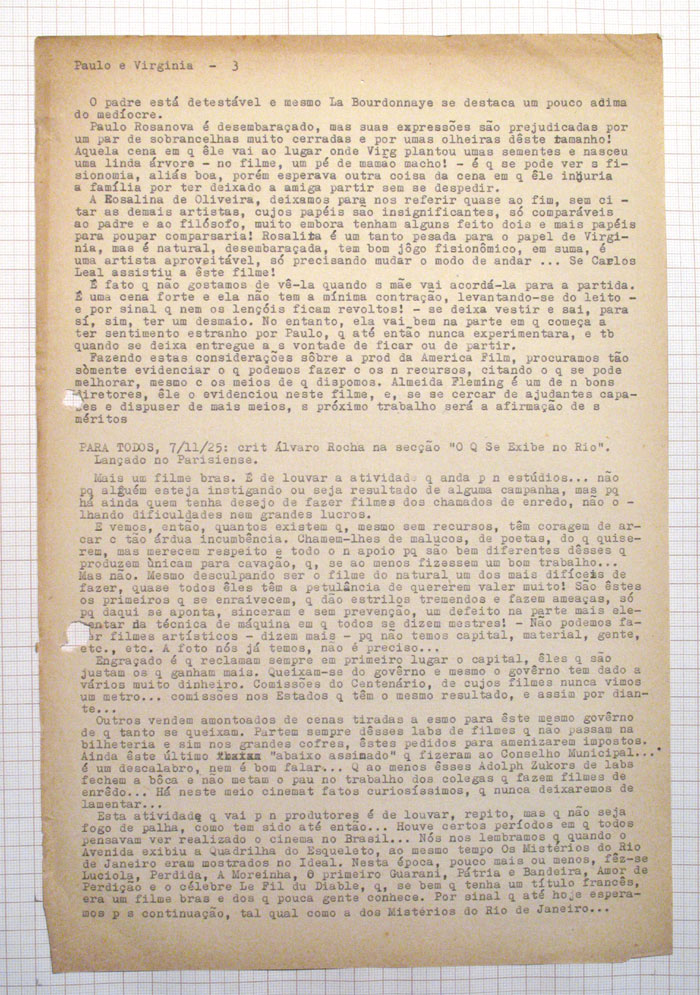 Paulo e Virginia - 3
O padre está detestável e mesmo La Bourdonnaye se destaca um pouco adima
do medíocre.
Paulo Rosanova é desembaraçado, mas suas expressões são prejudicadas por
um par de sobrancelhas muito cerradas e por umas olheiras dêste tamanho!
Aquela cena em q êle vai ao lugar onde Virg plantou umas sementes e nasceu
uma linda árvore - no filme, um pé de mamão macho! - é q se pode ver s fi-
sionomia, aliás boa, porém esperava outra coisa da cena em q êle injuria
a família por ter deixado a amiga partir sem se despedir.
A Rosalina de Oliveira, deixamos para nos referir quase ao fim, sem ci -
tar as demais artistas, cujos papéis são insignificantes, só comparáveis
ao padre e ao filósofo, muito embora tenham alguns feito dois e mais papéis
para poupar comparsaria! Rosalita é um tanto pesada para o papel de Virgí-
nia, mas é natural, desembaraçada, tem bom jôgo fisionômico, em suma, é
uma artista aproveitável, só precisando mudar o modo de andar ... Se Carlos
Leal assistiu a êste filme!
É fato q não gostamos de vê-la quando s mãe vai acordá-la para a partida.
É uma cena forte e ela não tem a mínima contração, levantando-se do leito -
e por sinal q nem os lençóis ficam revoltos! - se deixa vestir e sai, para
sí, sim, ter um desmaio. No entanto, ela vai bem na parte em q começa a
ter sentimento estranho por Paulo, q até então nunca experimentara, e tb
quando se deixa entregue a s vontade de ficar ou de partir.
Fazendo estas considerações sôbre a prod da America Film, procuramos tão
sòmente evidenciar o q podemos fazer c os n recursos, citando o q se pode
melhorar, mesmo c os meios de q dispomos. Almeida Fleming é um de n bons
diretores, êle o evidenciou neste filme, e, se se cercar de ajudantes capa-
es e dispuser de mais meios, s próximo trabalho será a afirmação de s
méritos
PARA TODOS, 7/11/25: crit Álvaro Rocha na secção "O Q Se Exibe no Rio".
Lançado no Parisiense.
Mais um filme bras. É de louvar a atividade q anda p n estúdios... não
pq alguém esteja instigando ou seja resultado de alguma campanha, mas pq
há ainda quem tenha desejo de fazer filmes dos chamados de enredo, não o -
lhando dificuldades nem grandes lucros.
E vemos, então, quantos existem q, mesmo sem recursos, têm coragem de ar-
car c tão árdua incumbência. Chamem-lhes de malucos, de poetas, do q quise-
rem, mas merecem respeito e todo o n apoio pq são bem diferentes dêsses q
produzem ùnicam para cavação, q, se ao menos fizessem um bom trabalho...
Mas não. Mesmo desculpando ser o filme do natural um dos mais difíceis de
fazer, quase todos êles têm a petulância de quererem valer muito! São êstes
os primeiros q se enraivecem, q dão estrilos tremendos e fazem ameaças, só
pq daqui se aponta, sinceram e sem prevenção, um defeito na parte mais ele-
mentar da técnica de máquina em q todos se dizem mestres! - Não podemos fa-
er filmes artísticos - dizem mais - pq não temos capital, material, gente,
etc., etc. A foto nós já temos, não é preciso...
Engraçado é q reclamam sempre em primeiro lugar o capital, êles q são
justam os q ganham mais. Queixam-se do govêrno e mesmo o govêrno tem dado a
vários muito dinheiro. Comissões do Centenário, de cujos filmes nunca vimos
um metro... comissões nos Estados q têm o mesmo resultado, e assim por dian-
te...
Outros vendem amontoados de cenas tiradas a esmo para êste mesmo govêrno
de q tanto se queixam. Partem sempre dêsses labs de filmes q não passam na
bilheteria e sim nos grandes cofres, êstes pedidos para amenizarem impostos.
Ainda êste último "abaixo assinado" q fizeram ao Conselho Municipal...
é um descalabro, nem é bom falar... Q ao menos êsses Adolph Zukors de labs
fechem a bôca e não metam o pau no trabalho dos colegas q fazem filmes de
enrêdo... Há neste meio cinemat fatos curiosíssimos, q nunca deixaremos de
lamentar...
Esta atividade q vai p n produtores é de louvar, repito, mas q não seja
fogo de palha, como tem sido até então... Houve certos períodos em q todos
pensavam ver realizado o cinema no Brasil... Nós nos lembramos q quando o
Avenida exibiu a Quadrilha do Esqueleto, ao mesmo tempo Os Mistérios do Rio
de Janeiro eram mostrados no Ideal. Nesta época, pouco mais ou menos, fêz-se
Luciola, Perdida, A Moreinha, O primeiro Guarani, Pátria e Bandeira, Amor de
Perdição e o célebre Le Fil du Diable, q, se bem q tenha um título francês,
era um filme bras e dos q pouca gente conhece. Por sinal q até hoje espera-
mos p s continuação, tal qual como a dos Mistérios do Rio de Janeiro...